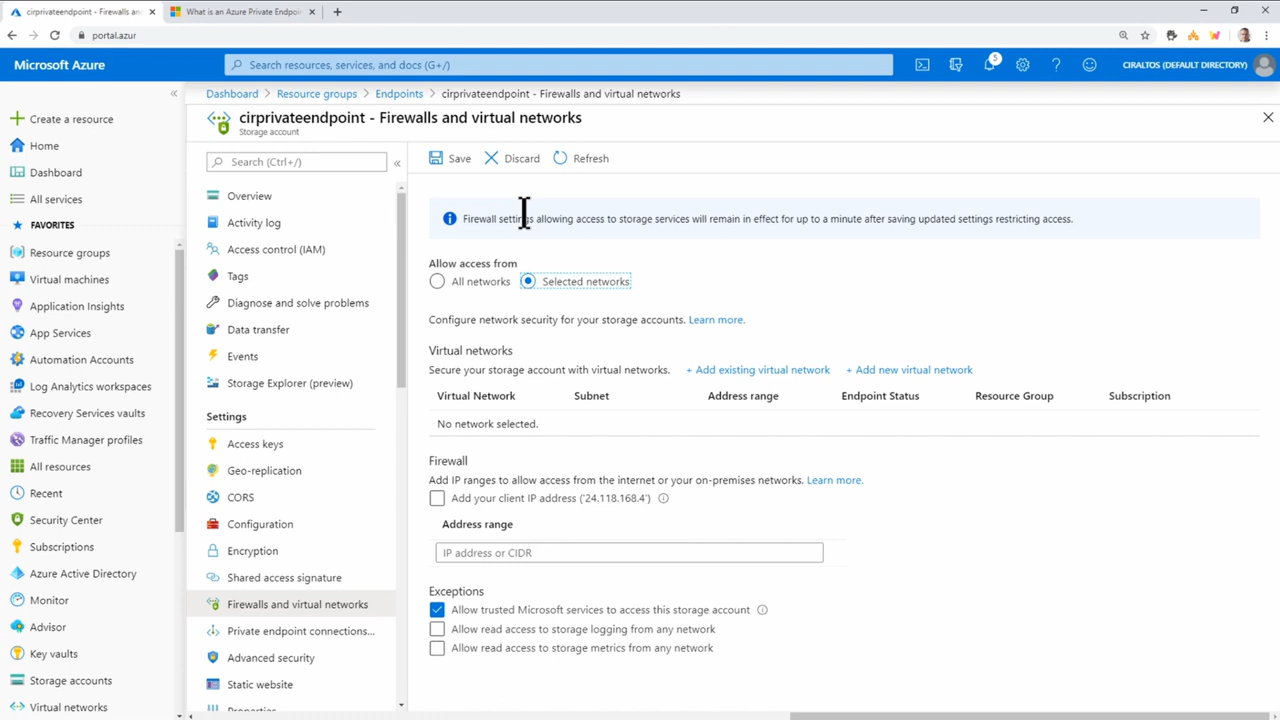 cirprivateendpoint - Firewalls an
What is an Azure Private Endpoin
portal.azur
Microsoft Azure
Search resources, services, and docs (G+/)
5
CIRALTOS (DEFAULT DIRECTORY)
Create a resource
Home
Dashboard
All services
FAVORITES
Resource groups
Virtual machines
Application Insights
App Services
Automation Accounts
Log Analytics workspaces
Recovery Services vaults
Traffic Manager profiles
All resources
Recent
Security Center
Subscriptions
Azure Active Directory
Monitor
Advisor
Key vaults
Storage accounts
Virtual networks
Dashboard > Resource groups > Endpoints > cirprivateendpoint - Firewalls and virtual networks
cirprivateendpoint - Firewalls and virtual networks
Storage account
Search (Ctrl+/)
Overview
Activity log
Access control (IAM)
Tags
Diagnose and solve problems
Data transfer
Events
Storage Explorer (preview)
Settings
Access keys
Geo-replication
CORS
Configuration
Encryption
Shared access signature
Firewalls and virtual networks
Private endpoint connections...
Advanced security
Static website
Properties
Save Discard Refresh
Firewall settings allowing access to storage services will remain in effect for up to a minute after saving updated settings restricting access.
Allow access from
All networks Selected networks
Configure network security for your storage accounts. Learn more.
Virtual networks
Secure your storage account with virtual networks. + Add existing virtual network + Add new virtual network
Virtual Network Subnet Address range Endpoint Status Resource Group Subscription
No network selected.
Firewall
Add IP ranges to allow access from the internet or your on-premises networks. Learn more.
Add your client IP address ('24.118.168.4')
Address range
IP address or CIDR
Exceptions
Allow trusted Microsoft services to access this storage account
Allow read access to storage logging from any network
Allow read access to storage metrics from any network